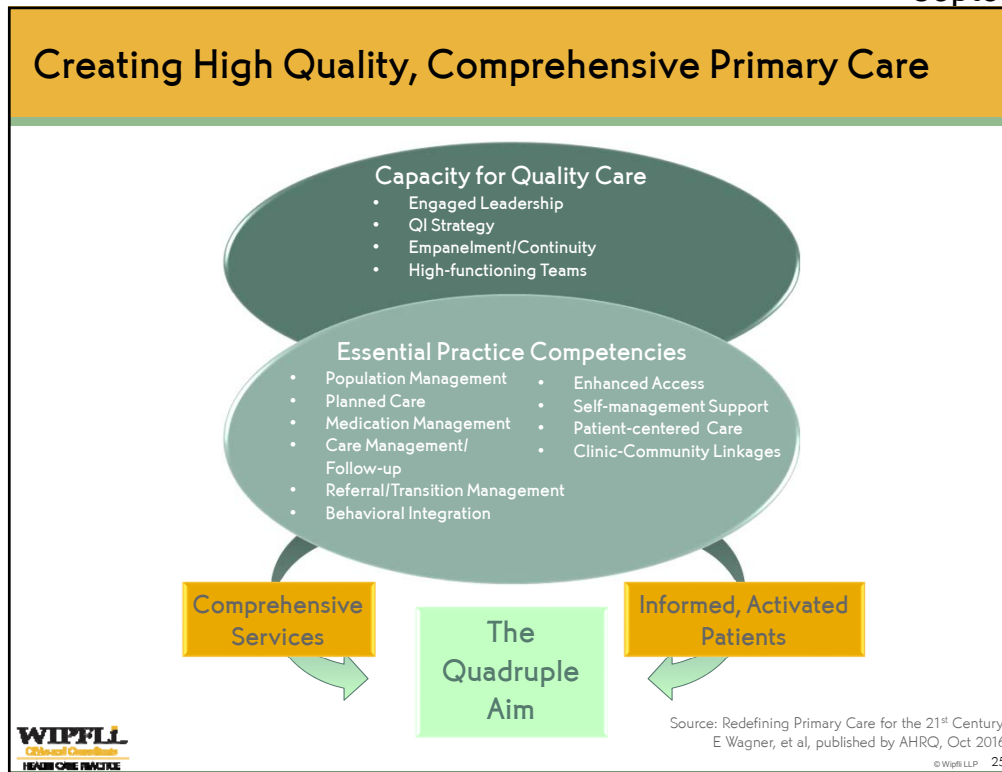 Creating High Quality, Comprehensive Primary Care
Capacity for Quality Care
• Engaged Leadership
• QI Strategy
• Empanelment/Continuity
• High-functioning Teams
Essential Practice Competencies
• Population Management
• Planned Care
• Medication Management
• Care Management/
Follow-up
• Referral/Transition Management
• Behavioral Integration
• Enhanced Access
• Self-management Support
• Patient-centered Care
• Clinic-Community Linkages
Comprehensive
Services
Informed, Activated
Patients
The
Quadruple
Aim
WIPFLi
CPAs and Consultants
HEALTH CARE PRACTICE
Source: Redefining Primary Care for the 21st Century
E Wagner, et al, published by AHRQ, Oct 2016
© Wipfli LLP 25